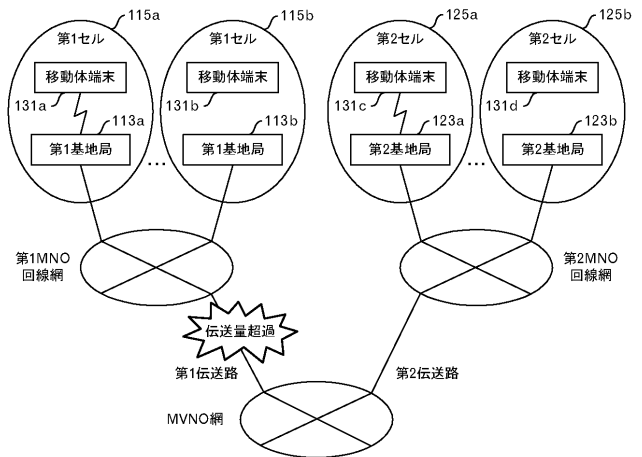 115a
115b
125a
125b
第1セル
第1セル
第2セル
第2セル
移動体端末
移動体端末
移動体端末
移動体端末
131a
113a
131b
113b
131c
123a
131d
123b
第1基地局
…
第1基地局
第2基地局
…
第2基地局
第1MNO
回線網
第2MNO
回線網
伝送量超過
第1伝送路
第2伝送路
MVNO網